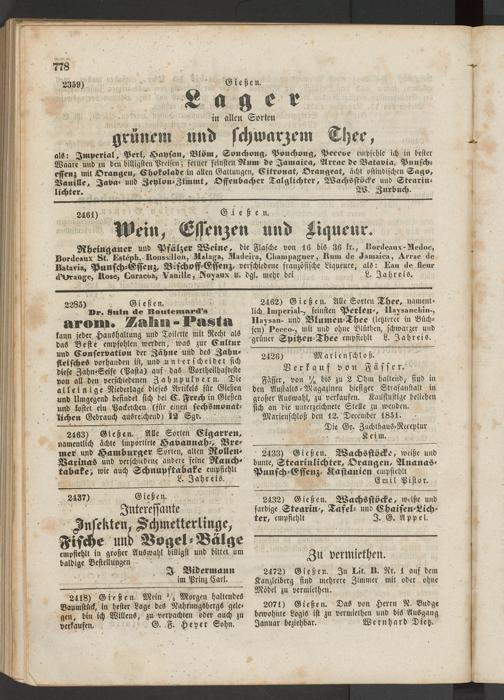 778
2359) Gießen.
Lager
in allen Sorten
grünem und schwarzem Thee,
als: Imperial, Perl, Haysan, Blöm, Souchong, Ponchong, Peccoe empfehle ich in bester
Waare und zu den billigsten Preisen; ferner feinsten Rum de Jamaica, Arrac de Batavia, Punsch-
essenz mit Orangen, Chokolade in allen Gattungen, Citronat, Orangeat, ächt ostindischen Sago,
Vanille, Java- und Zeylon-Zimmt, Offenbacher Talglichter, Wachsstöcke und Stearin-
lichter. W. Zurbuch.
2461) Gießen.
Wein, Essenzen und Liqueur.
Rheingauer und Pfälzer Weine, die Flasche von 16 bis 36 fr., Bordeaux-Medoc,
Bordeaux St. Estéph. Roussillon, Malaga, Madeira, Champagner, Rum de Jamaica, Arrac de
Batavia, Punsch-Essenz, Bischoff-Essenz, verschiedene französische Liqueure, als: Eau de fleur
d'Orange, Rose, Curacao, Vanille, Noyaux u. dgl. mehr bei L. Jahreis.
2285) Gießen.
Dr. Suin de Boutemard's
arom. Zahn-Pasta
kann jeder Haushaltung und Toilette mit Recht als
das Beste empfohlen werden, was zur Cultur
und Conservation der Zähne und des Zahn-
fleisches vorhanden ist, und unterscheidet sich
diese Zahn-Seife (Pasta) auf das Vortheilhafteste
von all den verschiedenen Zahnpulvern. Die
alleinige Niederlage dieses Artikels für Gießen
und Umgegend befindet sich bei C. Frech in Gießen
und kostet ein Packetchen (für einen sechsmonat-
lichen Gebrauch ausreichend) 12 Sgr.
2463) Gießen. Alle Sorten Cigarren,
namentlich ächte importirte Havannah-, Bre-
mer und Hamburger Sorten, alten Rollen-
Varinas und verschiedene andere feine Rauch-
tabake, wie auch Schnupftabake empfiehlt
L. Jahreis.
2437) Gießen.
Interessante
Insekten, Schmetterlinge,
Fische und Vogel-Bälge
empfiehlt in großer Auswahl billigst und bittet um
baldige Bestellungen
J. Bidermann
im Prinz Carl.
2418) Gießen. Mein 1/4 Morgen haltendes
Baumstück, in bester Lage des Nahrungsbergs gele-
gen, bin ich Willens, zu verpachten oder auch zu
verkaufen. G. F. Heyer Sohn.
2462) Gießen. Alle Sorten Thee, nament-
lich Imperial-, feinsten Perlen-, Haysanchin-,
Haysan- und Blumen-Thee (letzterer in Büch-
sen) Pecco-, mit und ohne Blüthen, schwarzer und
grüner Spitzen-Thee empfiehlt L. Jahreis.
2426) Marienschloß.
Verkauf von Fässer.
Fässer, von 1/2 bis zu 2 Ohm haltend, sind in
den Anstalts-Magazinen hiesiger Strafanstalt in
großer Auswahl, zu verkaufen. Kauflustige belieben
sich an die unterzeichnete Stelle zu wenden.
Marienschloß den 12. December 1851.
Die Gr. Zuchthaus-Receptur
Keim.
2433) Gießen. Wachsstöcke, weiße und
bunte, Stearinlichter, Orangen, Ananas-
Punsch-Essenz, Kastanien empfiehlt
Emil Pistor.
2432) Gießen. Wachsstöcke, weiße und
farbige Stearin-, Tafel- und Chaisen-Lich-
ter, empfiehlt J. G. Appel.
Zu vermiethen.
2472) Gießen. In Lit. B. Nr. 1 auf dem
Kanzleiberg sind mehrere Zimmer mit oder ohne
Möbel zu vermiethen.
2071) Gießen. Das von Herrn N. Budge
bewohnte Logis ist zu vermiethen und bis Ausgang
Januar beziehbar. Wernhard Dietz.